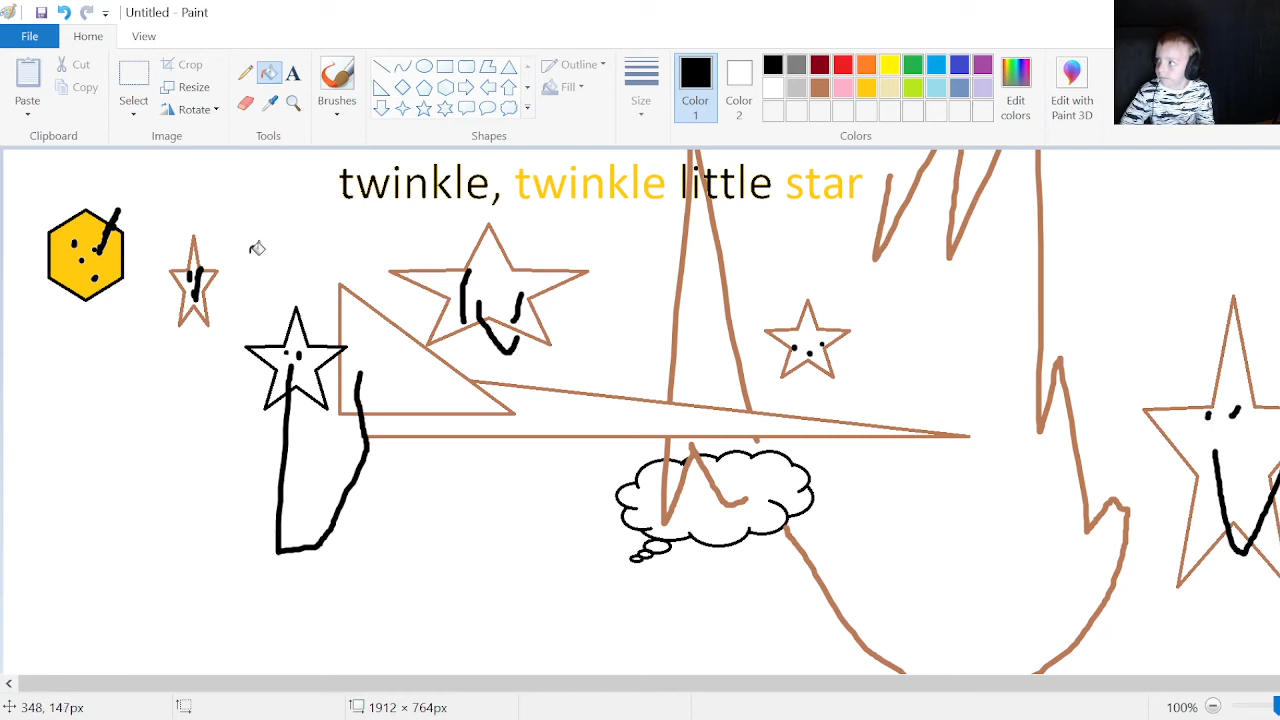 Untitled - Paint
File Home View
Paste
Cut
Copy
Clipboard
Select
Crop
Resize
Rotate
Image
A
Tools
Brushes
Shapes
Outline
Fill
Size
Color 1
Color 2
Colors
Edit colors
Edit with Paint 3D
twinkle, twinkle little star
348, 147px
1912 × 764px
100%